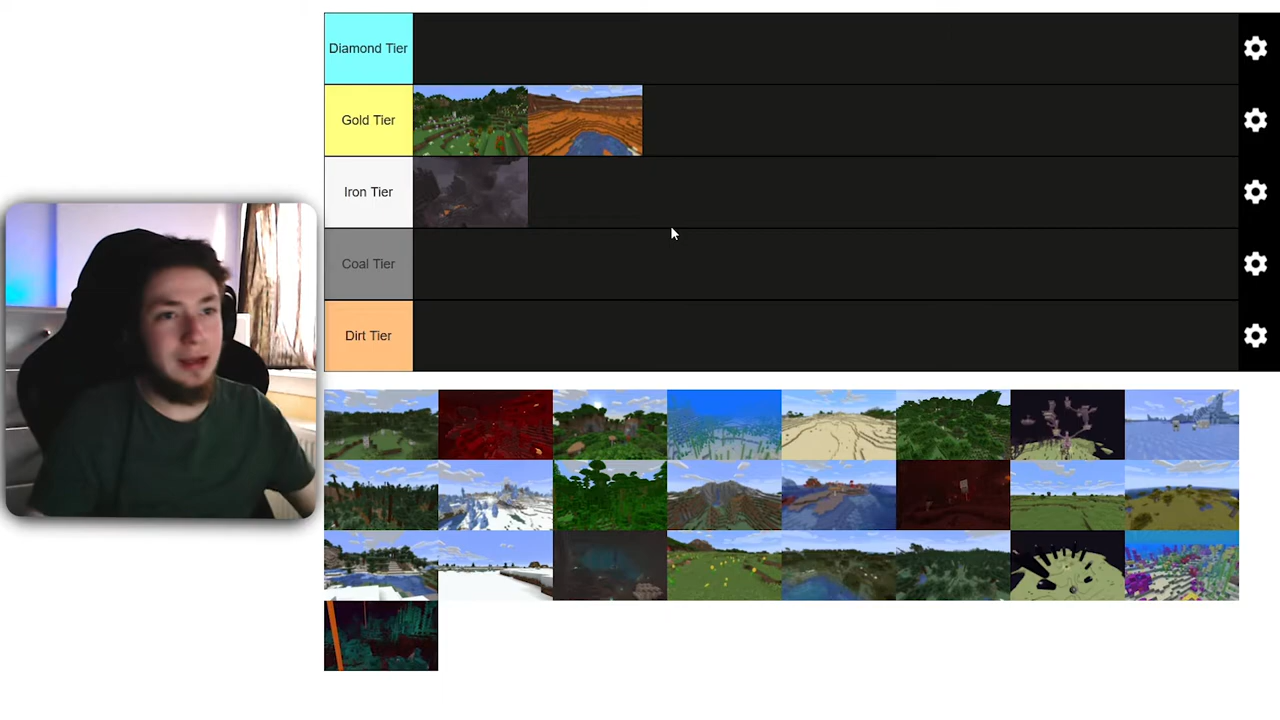 Diamond Tier
Gold Tier
Iron Tier
Coal Tier
Dirt Tier